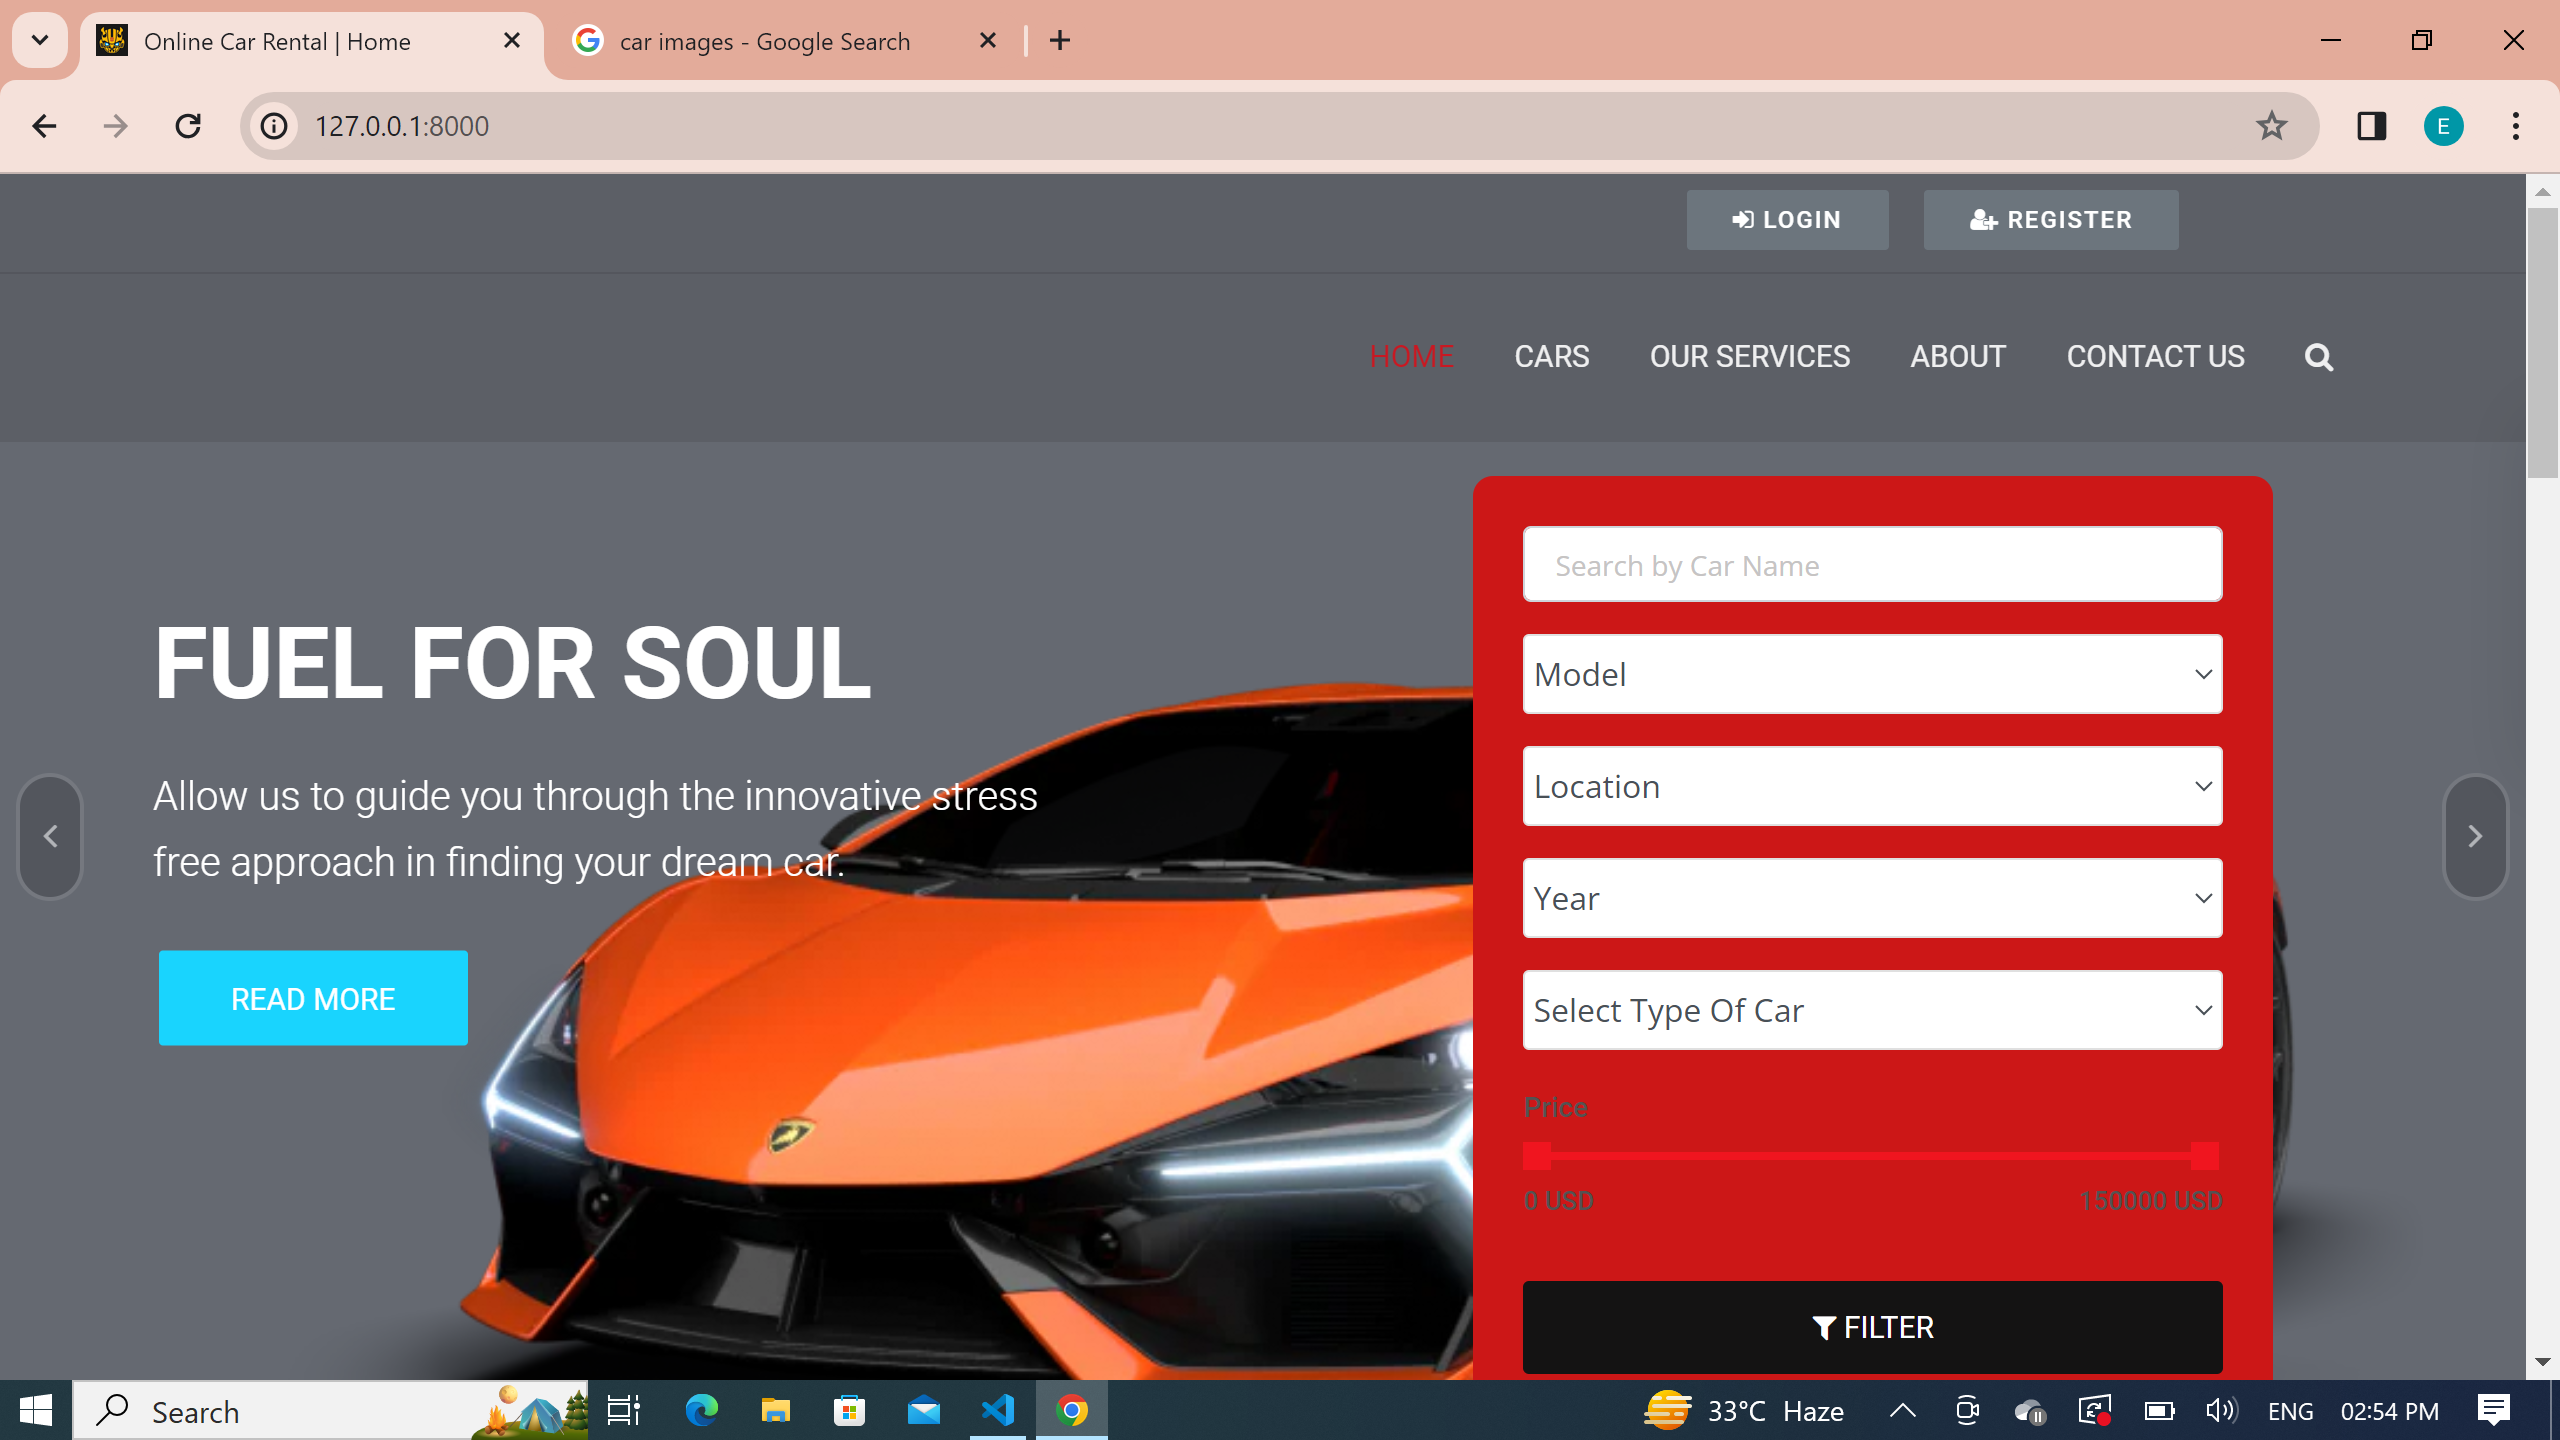 Online Car Rental | Home
car images - Google Search
127.0.0.1:8000
E
LOGIN
REGISTER
HOME
CARS
OUR SERVICES
ABOUT
CONTACT US
Search by Car Name
Model
FUEL FOR SOUL
Location
Allow us to guide you through the innovative stress
free approach in finding your dream car.
Year
READ MORE
Select Type Of Car
Price
0 USD
150000 USD
FILTER
Search
33°C Haze
ENG
02:54 PM